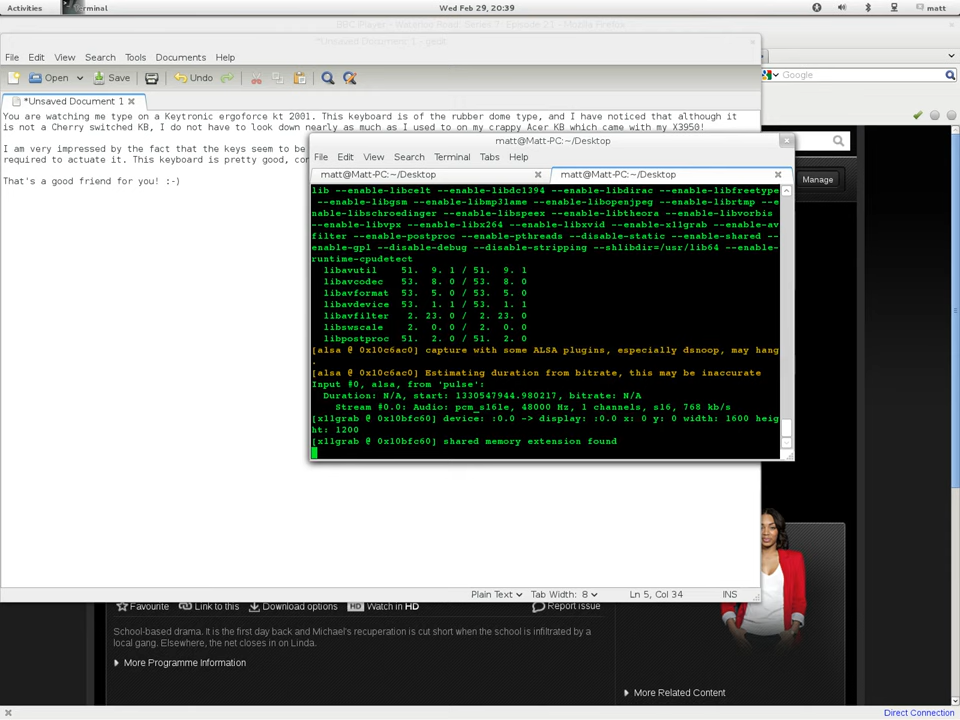 Activities
Terminal
Wed Feb 29, 20:39
matt
File Edit View Search Tools Documents Help
Open Save Undo
Google
*Unsaved Document 1
You are watching me type on a Keytronic ergoforce kt 2001. This keyboard is of the rubber dome type, and I have noticed that although it
is not a Cherry switched KB, I do not have to look down nearly as much as I used to on my crappy Acer KB which came with my X3950!
I am very impressed by the fact that the keys seem to be
required to actuate it. This keyboard is pretty good,
That's a good friend for you! :-)
matt@Matt-PC:~/Desktop
File Edit View Search Terminal Tabs Help
matt@Matt-PC:~/Desktop matt@Matt-PC:~/Desktop
Manage
lib --enable-libcelt --enable-libdc1394 --enable-libdirac --enable-libfreetype
--enable-libgsm --enable-libmp3lame --enable-libopenjpeg --enable-librtmp --e
nable-libschroedinger --enable-libspeex --enable-libtheora --enable-libvorbis
--enable-libvpx --enable-libx264 --enable-libxvid --enable-x11grab --enable-av
filter --enable-postproc --enable-pthreads --disable-static --enable-shared --
enable-gpl --disable-debug --disable-stripping --shlibdir=/usr/lib64 --enable-
runtime-cpudetect
libavutil 51. 9. 1 / 51. 9. 1
libavcodec 53. 8. 0 / 53. 8. 0
libavformat 53. 5. 0 / 53. 5. 0
libavdevice 53. 1. 1 / 53. 1. 1
libavfilter 2. 23. 0 / 2. 23. 0
libswscale 2. 0. 0 / 2. 0. 0
libpostproc 51. 2. 0 / 51. 2. 0
[alsa @ 0x10c6ac0] capture with some ALSA plugins, especially dsnoop, may hang
.
[alsa @ 0x10c6ac0] Estimating duration from bitrate, this may be inaccurate
Input #0, alsa, from 'pulse':
Duration: N/A, start: 1330547944.980217, bitrate: N/A
Stream #0.0: Audio: pcm_s16le, 48000 Hz, 1 channels, s16, 768 kb/s
[x11grab @ 0x10bfc60] device: :0.0 -> display: :0.0 x: 0 y: 0 width: 1600 heig
ht: 1200
[x11grab @ 0x10bfc60] shared memory extension found
Plain Text Tab Width: 8 Ln 5, Col 34 INS
Favourite Link to this Download options HD Watch in HD Report issue
School-based drama. It is the first day back and Michael's recuperation is cut short when the school is infiltrated by a
local gang. Elsewhere, the net closes in on Linda.
More Programme Information
More Related Content
Direct Connection